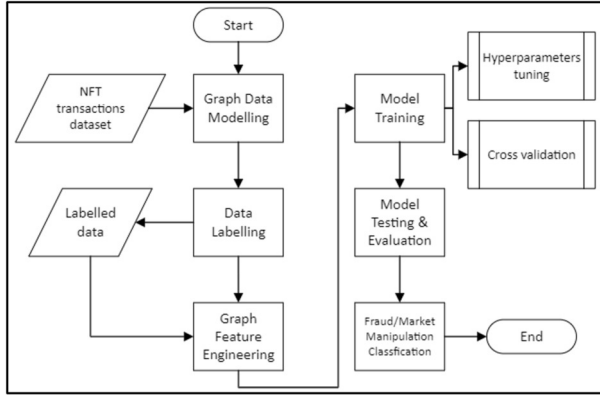 Start
NFT
transactions
dataset
Graph Data
Modelling
Labelled
data
Data
Labelling
Graph
Feature
Engineering
Model
Training
Hyperparameters
tuning
Cross validation
Model
Testing &
Evaluation
Fraud/Market
Manipulation
Classfication
End